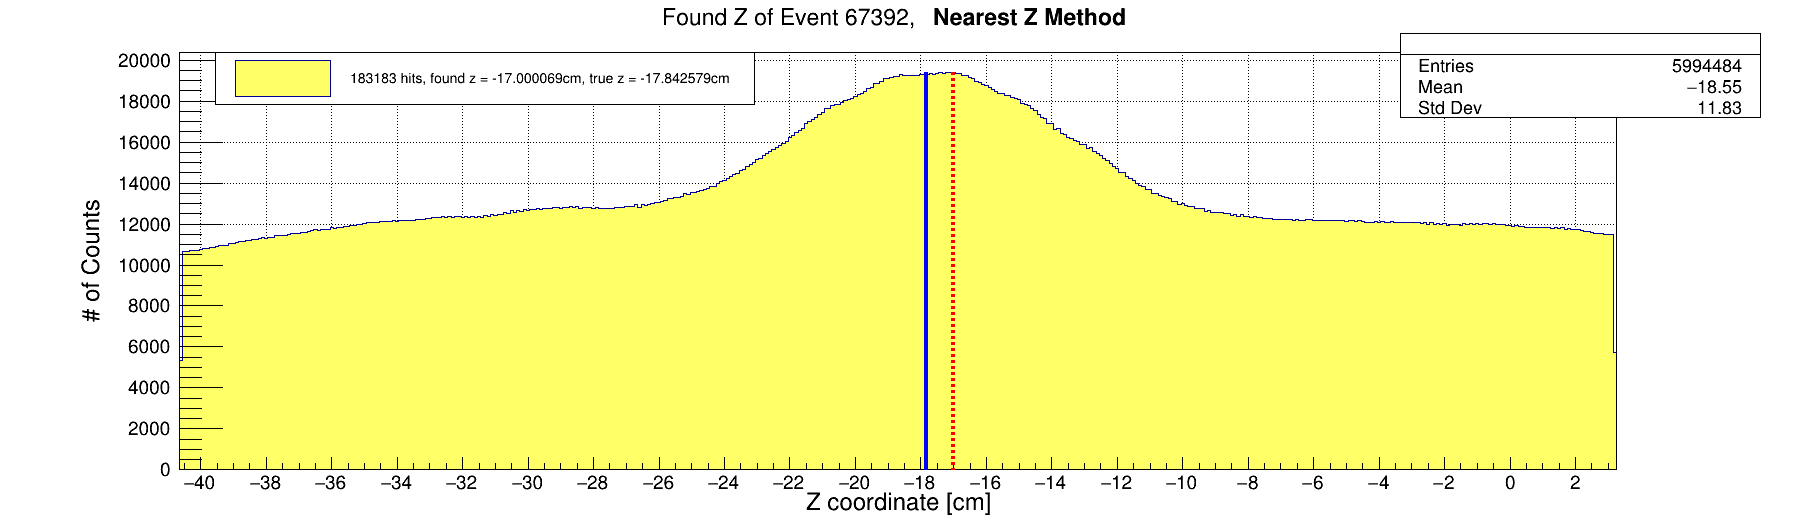 Found Z of Event 67392, Nearest Z Method
20000
18000
16000
14000
12000
10000
8000
6000
4000
2000
0
# of Counts
183183 hits, found z = -17.000069cm, true z = -17.842579cm
Entries 5994484
Mean −18.55
Std Dev 11.83
−40 −38 −36 −34 −32 −30 −28 −26 −24 −22 −20 −18 −16 −14 −12 −10 −8 −6 −4 −2 0 2
Z coordinate [cm]